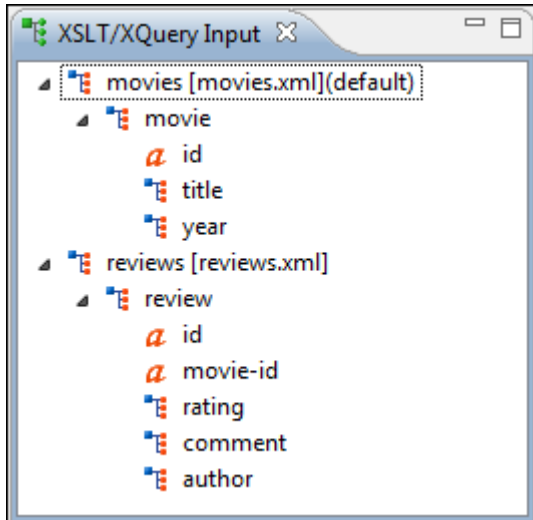 XSLT/XQuery Input
movies [movies.xml](default)
movie
a id
title
year
reviews [reviews.xml]
review
a id
a movie-id
rating
comment
author